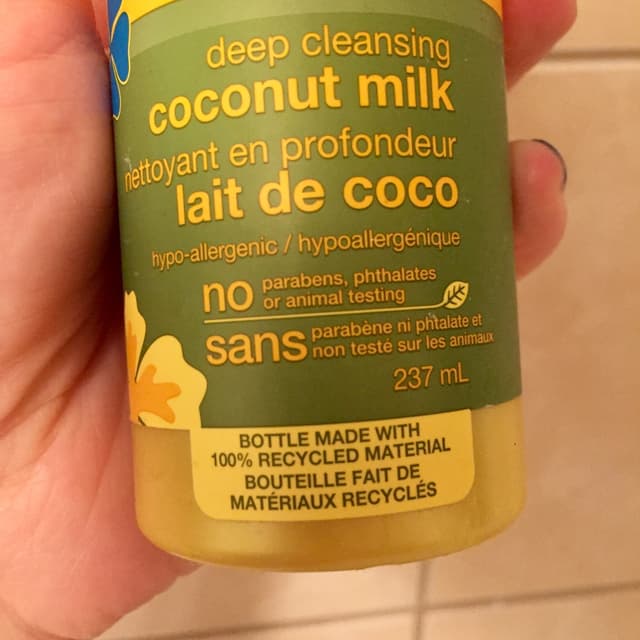 deep cleansing
coconut milk
nettoyant en profondeur
lait de coco
hypo-allergenic / hypoallergénique
no parabens, phthalates
or animal testing
sans parabène ni phtalate et
non testé sur les animaux
237 mL
BOTTLE MADE WITH
100% RECYCLED MATERIAL
BOUTEILLE FAIT DE
MATÉRIAUX RECYCLÉS